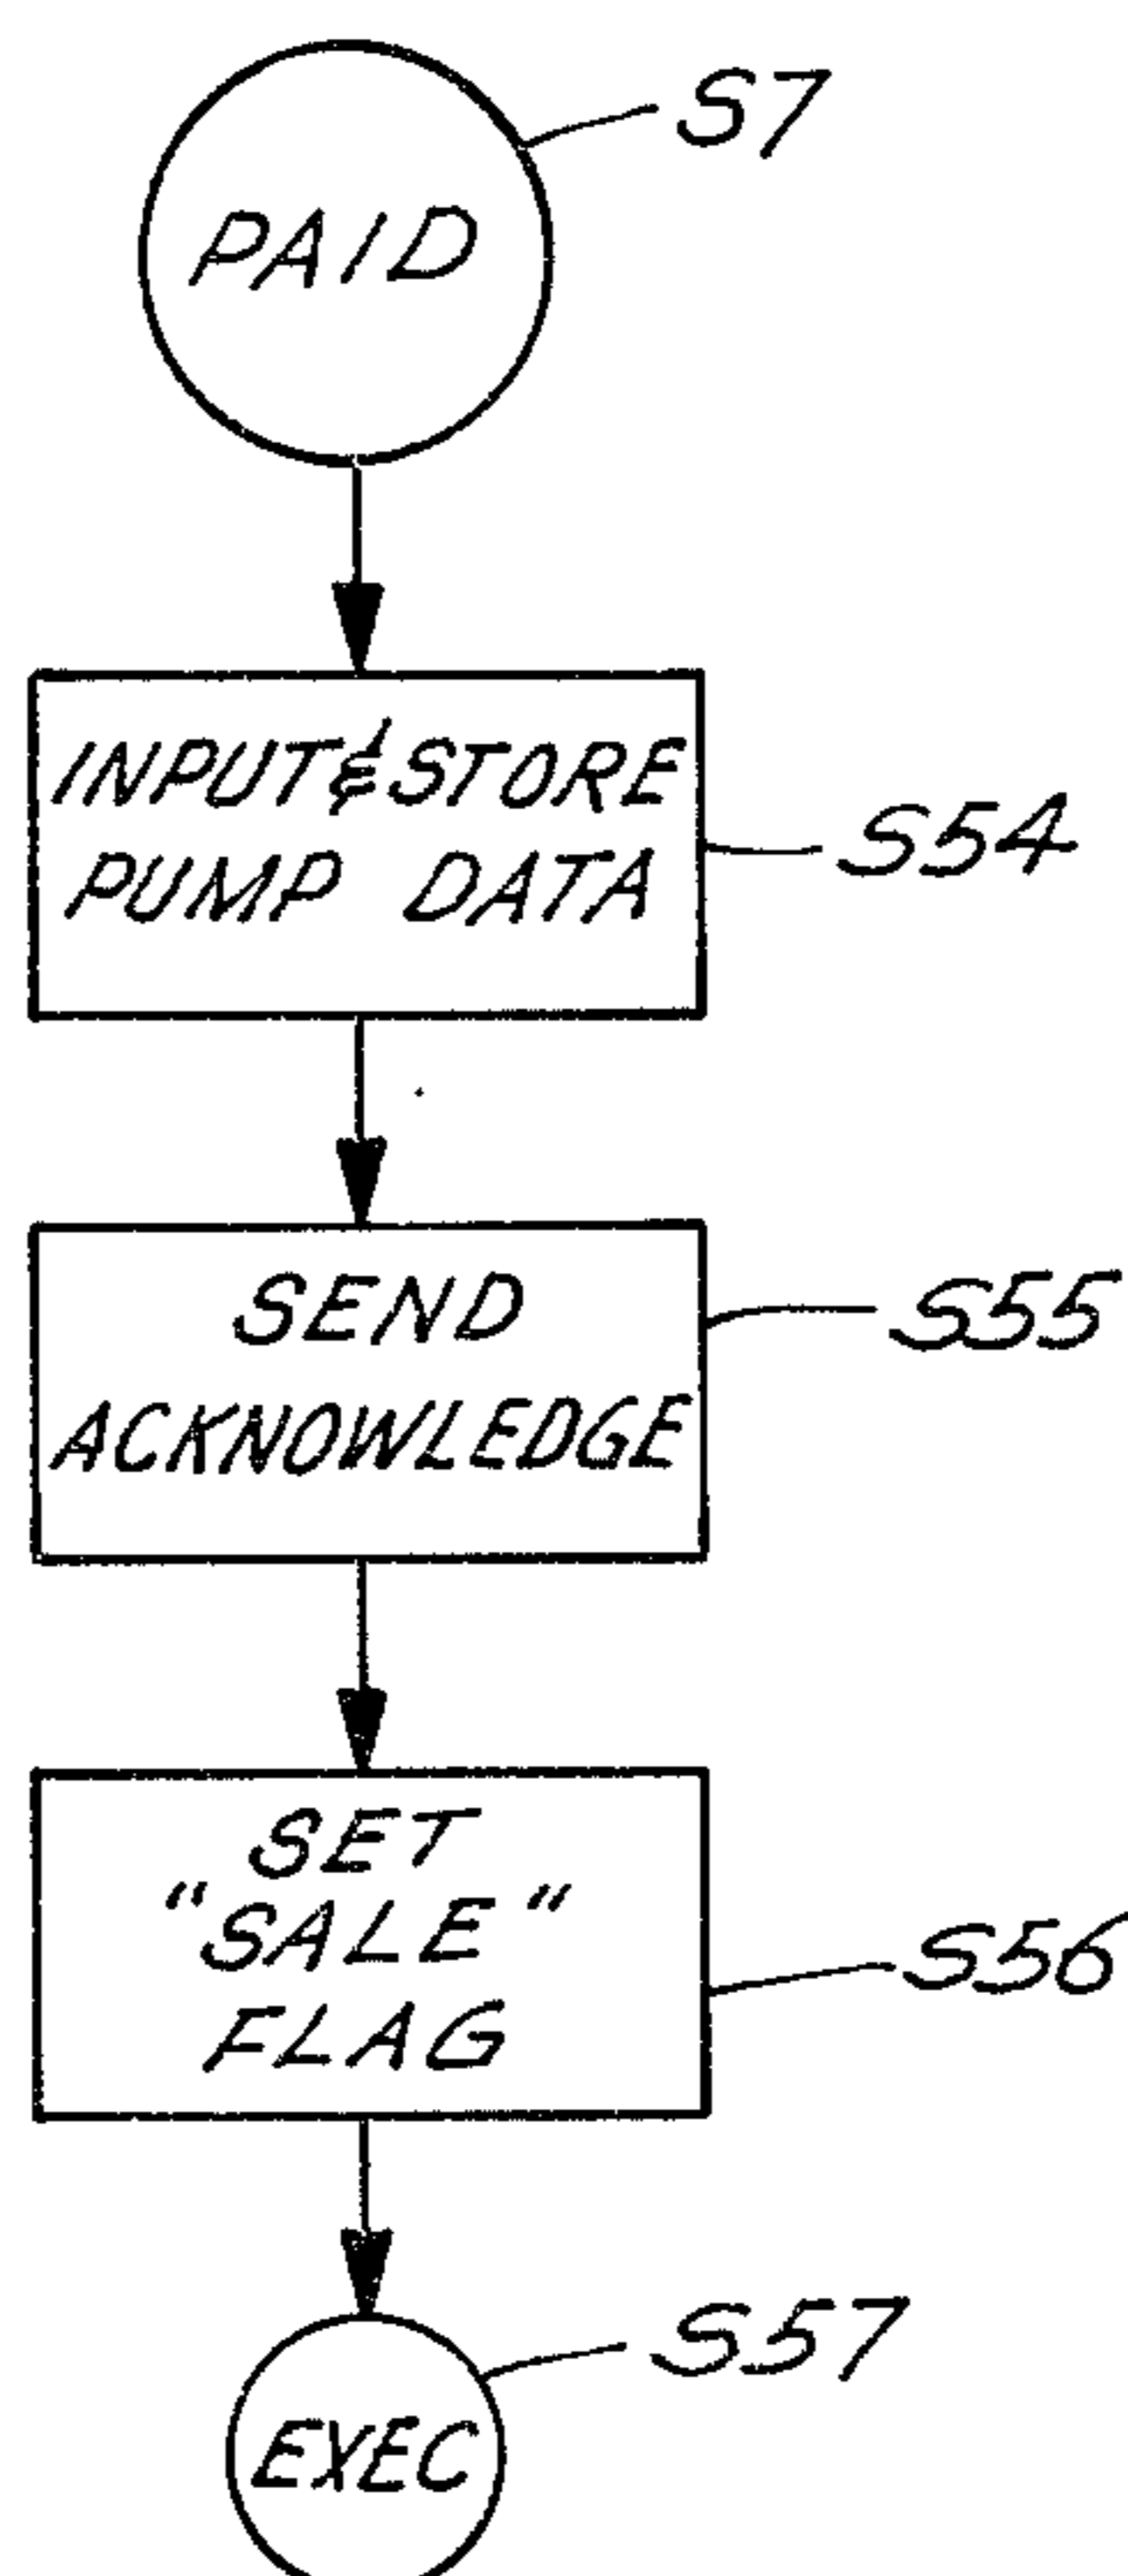 S7
PAID
INPUT & STORE
PUMP DATA
S54
SEND
ACKNOWLEDGE
S55
SET
"SALE"
FLAG
S56
S57
EXEC